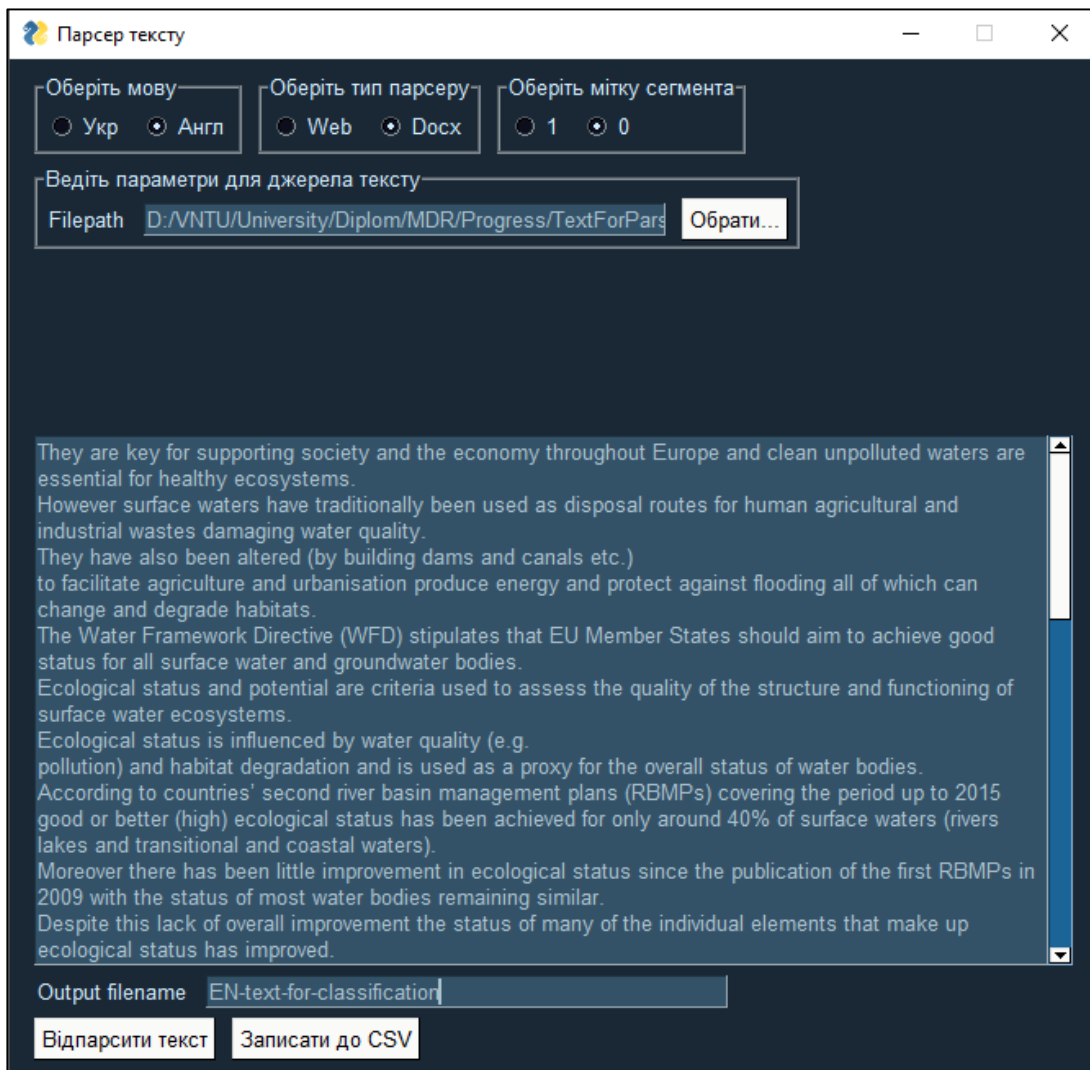 Парсер тексту
Оберіть мову Оберіть тип парсеру Оберіть мітку сегмента
Укр Англ Web Docx 1 0
Ведіть параметри для джерела тексту
Filepath D:/VNTU/University/Diplom/MDR/Progress/TextForPars Обрати...
They are key for supporting society and the economy throughout Europe and clean unpolluted waters are
essential for healthy ecosystems.
However surface waters have traditionally been used as disposal routes for human agricultural and
industrial wastes damaging water quality.
They have also been altered (by building dams and canals etc.)
to facilitate agriculture and urbanisation produce energy and protect against flooding all of which can
change and degrade habitats.
The Water Framework Directive (WFD) stipulates that EU Member States should aim to achieve good
status for all surface water and groundwater bodies.
Ecological status and potential are criteria used to assess the quality of the structure and functioning of
surface water ecosystems.
Ecological status is influenced by water quality (e.g.
pollution) and habitat degradation and is used as a proxy for the overall status of water bodies.
According to countries’ second river basin management plans (RBMPs) covering the period up to 2015
good or better (high) ecological status has been achieved for only around 40% of surface waters (rivers
lakes and transitional and coastal waters).
Moreover there has been little improvement in ecological status since the publication of the first RBMPs in
2009 with the status of most water bodies remaining similar.
Despite this lack of overall improvement the status of many of the individual elements that make up
ecological status has improved.
Output filename EN-text-for-classification
Відпарсити текст Записати до CSV